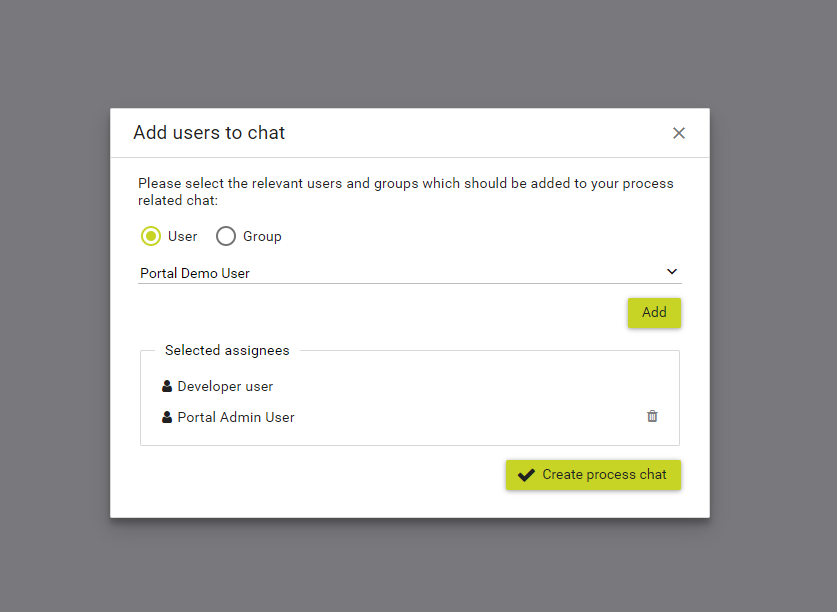 Add users to chat
Please select the relevant users and groups which should be added to your process
related chat:
User Group
Portal Demo User
Add
Selected assignees
Developer user
Portal Admin User
Create process chat